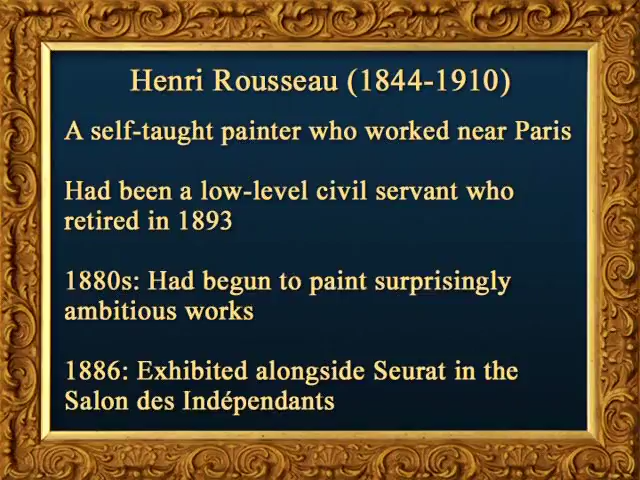 Henri Rousseau (1844-1910)
A self-taught painter who worked near Paris
Had been a low-level civil servant who
retired in 1893
1880s: Had begun to paint surprisingly
ambitious works
1886: Exhibited alongside Seurat in the
Salon des Indépendants